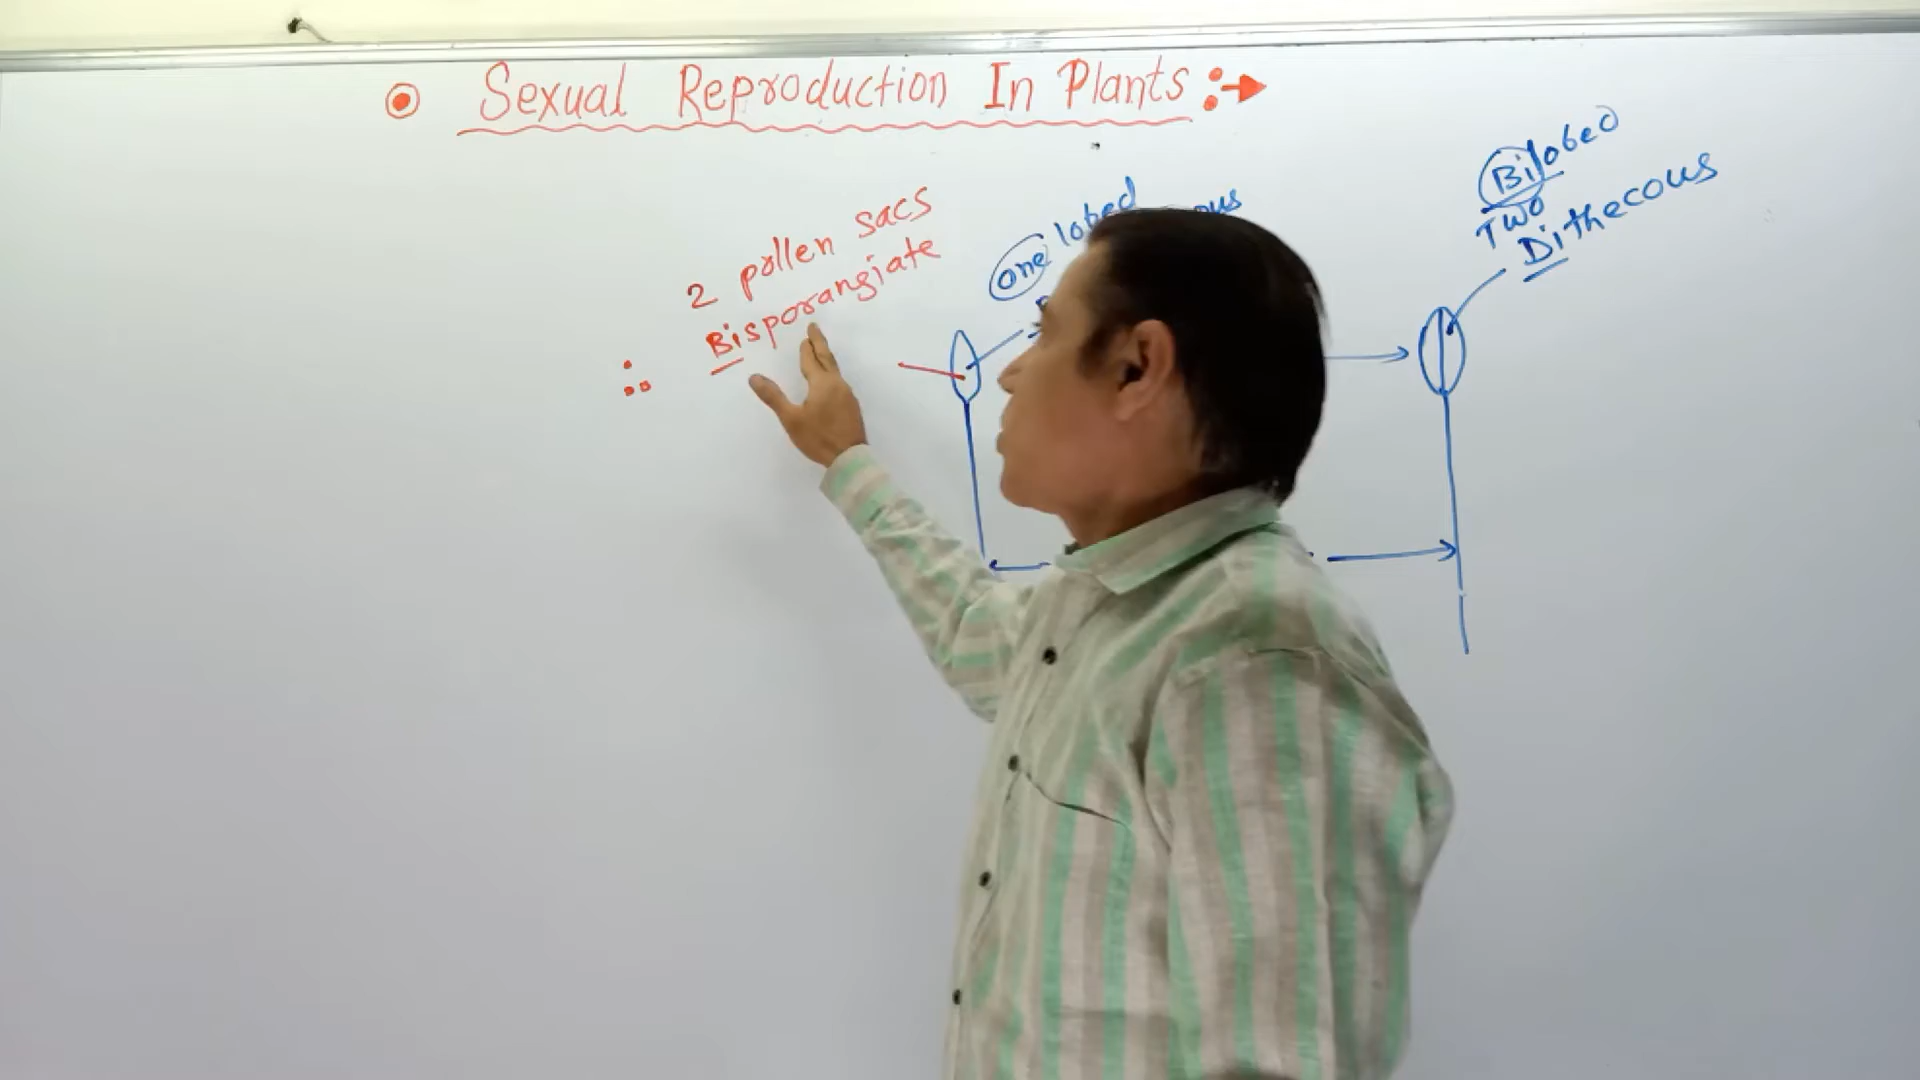 Sexual Reproduction In Plants :→
2 pollen sacs
∴ Bisporangiate
one lobed
Bilobed
Two
Dithecous